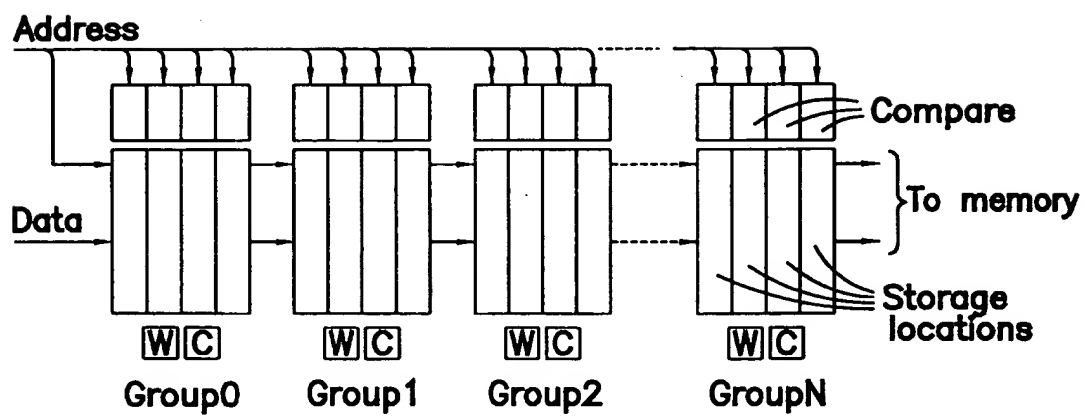 Address
Compare
To memory
Data
Storage
locations
W C W C W C W C
Group0 Group1 Group2 GroupN